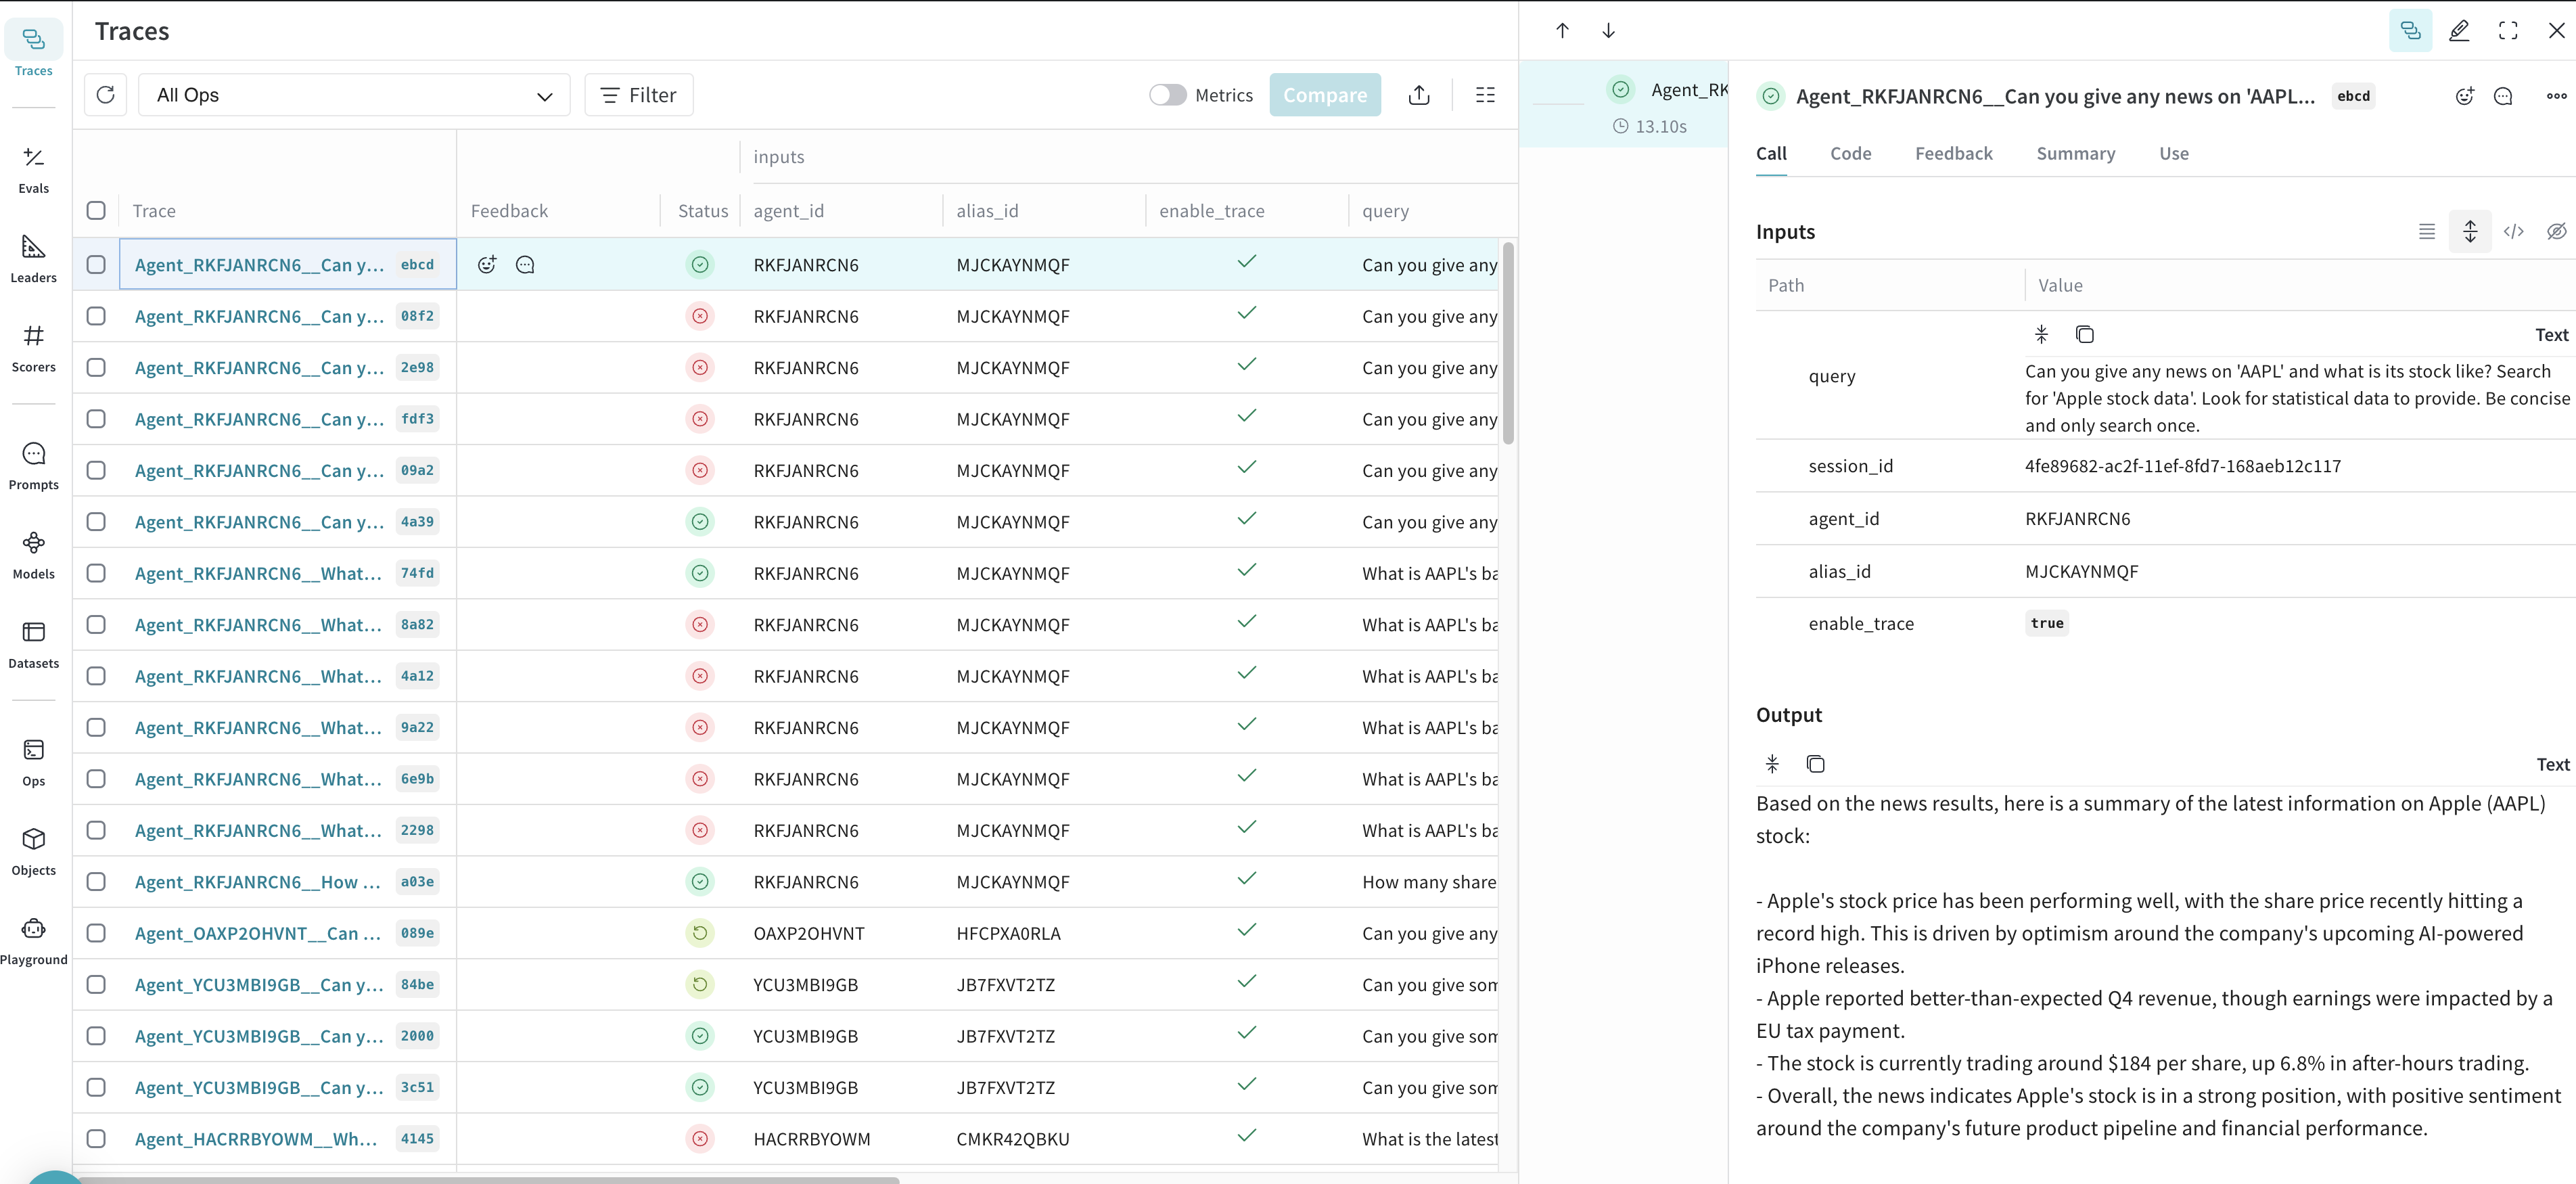 Traces
Evals
Leaders
Scorers
Prompts
Models
Datasets
Ops
Objects
Playground
Traces
All Ops
Filter
Metrics
Compare
inputs
Trace Feedback Status agent_id alias_id enable_trace query
Agent_RKFJANRCN6__Can y... ebcd RKFJANRCN6 MJCKAYNMQF Can you give any
Agent_RKFJANRCN6__Can y... 08f2 RKFJANRCN6 MJCKAYNMQF Can you give any
Agent_RKFJANRCN6__Can y... 2e98 RKFJANRCN6 MJCKAYNMQF Can you give any
Agent_RKFJANRCN6__Can y... fdf3 RKFJANRCN6 MJCKAYNMQF Can you give any
Agent_RKFJANRCN6__Can y... 09a2 RKFJANRCN6 MJCKAYNMQF Can you give any
Agent_RKFJANRCN6__Can y... 4a39 RKFJANRCN6 MJCKAYNMQF Can you give any
Agent_RKFJANRCN6__What... 74fd RKFJANRCN6 MJCKAYNMQF What is AAPL's ba
Agent_RKFJANRCN6__What... 8a82 RKFJANRCN6 MJCKAYNMQF What is AAPL's ba
Agent_RKFJANRCN6__What... 4a12 RKFJANRCN6 MJCKAYNMQF What is AAPL's ba
Agent_RKFJANRCN6__What... 9a22 RKFJANRCN6 MJCKAYNMQF What is AAPL's ba
Agent_RKFJANRCN6__What... 6e9b RKFJANRCN6 MJCKAYNMQF What is AAPL's ba
Agent_RKFJANRCN6__What... 2298 RKFJANRCN6 MJCKAYNMQF What is AAPL's ba
Agent_RKFJANRCN6__How ... a03e RKFJANRCN6 MJCKAYNMQF How many share
Agent_OAXP2OHVNT__Can ... 089e OAXP2OHVNT HFCPXA0RLA Can you give any
Agent_YCU3MBI9GB__Can y... 84be YCU3MBI9GB JB7FXVT2TZ Can you give som
Agent_YCU3MBI9GB__Can y... 2000 YCU3MBI9GB JB7FXVT2TZ Can you give som
Agent_YCU3MBI9GB__Can y... 3c51 YCU3MBI9GB JB7FXVT2TZ Can you give som
Agent_HACRRBYOWM__Wh... 4145 HACRRBYOWM CMKR42QBKU What is the latest
Agent_RK
13.10s
Agent_RKFJANRCN6__Can you give any news on 'AAPL... ebcd
Call Code Feedback Summary Use
Inputs
Path Value
Text
query
Can you give any news on 'AAPL' and what is its stock like? Search
for 'Apple stock data'. Look for statistical data to provide. Be concise
and only search once.
session_id 4fe89682-ac2f-11ef-8fd7-168aeb12c117
agent_id RKFJANRCN6
alias_id MJCKAYNMQF
enable_trace true
Output
Text
Based on the news results, here is a summary of the latest information on Apple (AAPL)
stock:
- Apple's stock price has been performing well, with the share price recently hitting a
record high. This is driven by optimism around the company's upcoming AI-powered
iPhone releases.
- Apple reported better-than-expected Q4 revenue, though earnings were impacted by a
EU tax payment.
- The stock is currently trading around $184 per share, up 6.8% in after-hours trading.
- Overall, the news indicates Apple's stock is in a strong position, with positive sentiment
around the company's future product pipeline and financial performance.